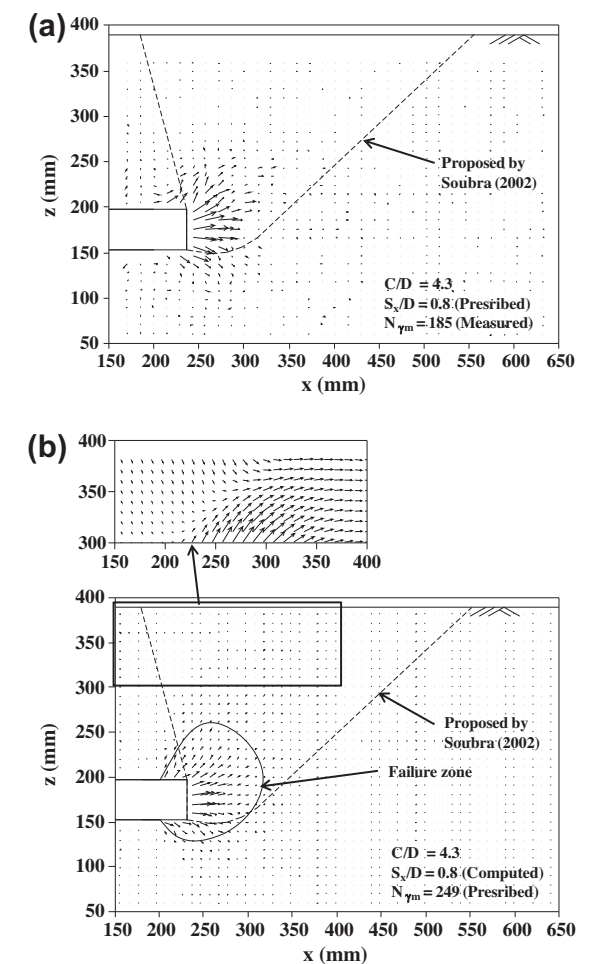 (a)
400
350
300
250
200
150
100
50
z (mm)
Proposed by
Soubra (2002)
C/D = 4.3
Sx/D = 0.8 (Presribed)
Nγm = 185 (Measured)
150 200 250 300 350 400 450 500 550 600 650
x (mm)
(b)
400
350
300
150 200 250 300 350 400
400
350
300
250
200
150
100
50
z (mm)
Proposed by
Soubra (2002)
Failure zone
C/D = 4.3
Sx/D = 0.8 (Computed)
Nγm = 249 (Presribed)
150 200 250 300 350 400 450 500 550 600 650
x (mm)